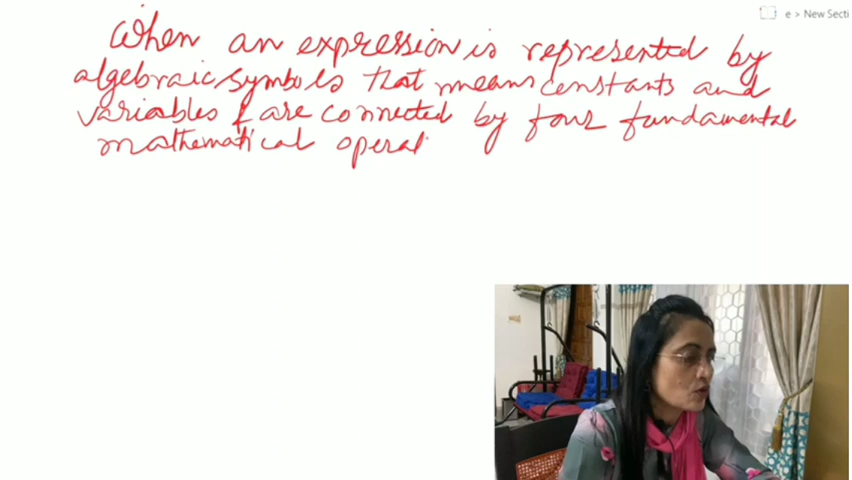 e > New Secti
When an expression is represented by
algebraic symbols that means constants and
variables & are connected by four fundamental
mathematical operat